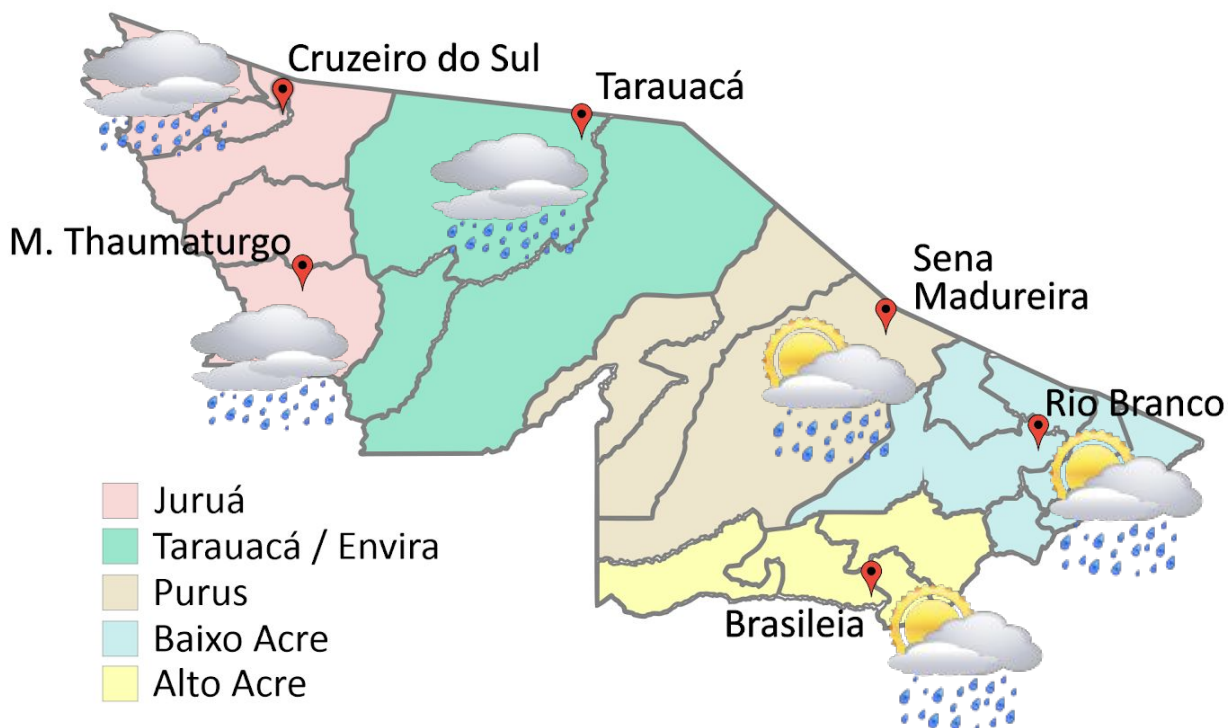 Cruzeiro do Sul
Tarauacá
M. Thaumaturgo
Sena
Madureira
Rio Branco
Brasileia
Juruá
Tarauacá / Envira
Purus
Baixo Acre
Alto Acre